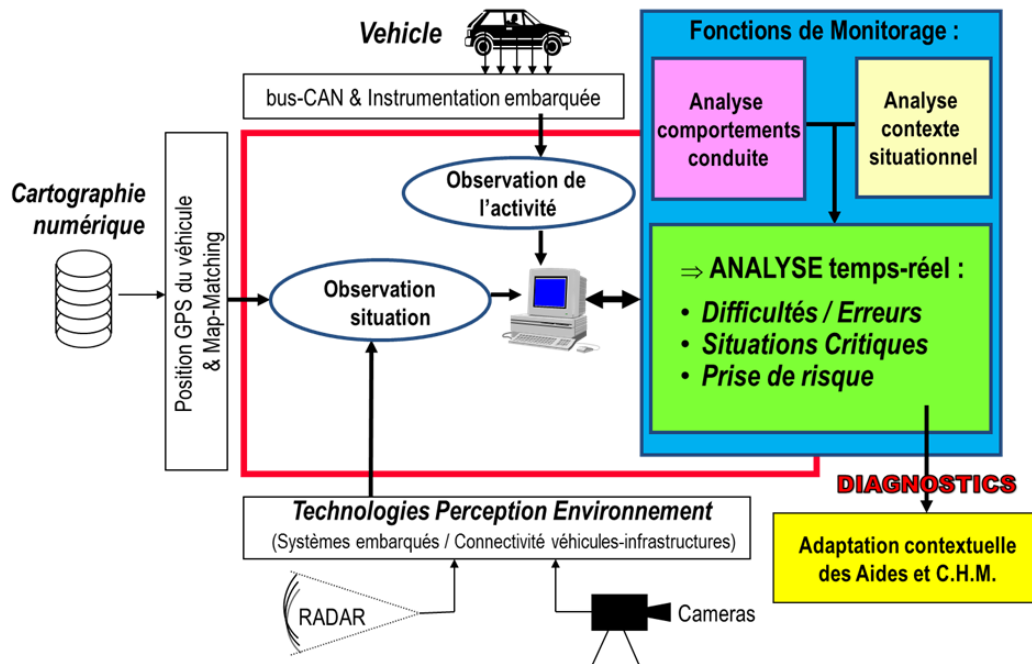 Vehicle
bus-CAN & Instrumentation embarquée
Cartographie
numérique
Position GPS du véhicule
& Map-Matching
Observation de
l'activité
Observation
situation
Fonctions de Monitorage :
Analyse
comportements
conduite
Analyse
contexte
situationnel
⇒ ANALYSE temps-réel :
• Difficultés / Erreurs
• Situations Critiques
• Prise de risque
DIAGNOSTICS
Adaptation contextuelle
des Aides et C.H.M.
Technologies Perception Environnement
(Systèmes embarqués / Connectivité véhicules-infrastructures)
RADAR
Cameras